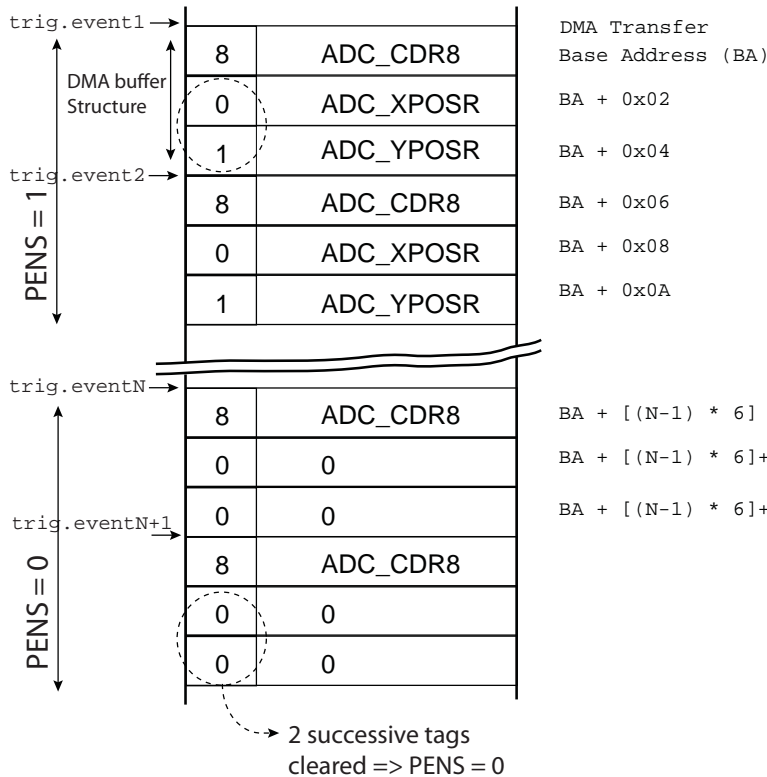 trig.event1
DMA Transfer
8 ADC_CDR8 Base Address (BA)
DMA buffer
Structure
0 ADC_XPOSR BA + 0x02
1 ADC_YPOSR BA + 0x04
trig.event2
8 ADC_CDR8 BA + 0x06
0 ADC_XPOSR BA + 0x08
1 ADC_YPOSR BA + 0x0A
PENS = 1
trig.eventN
8 ADC_CDR8 BA + [(N-1) * 6]
0 0 BA + [(N-1) * 6]+
0 0 BA + [(N-1) * 6]+
trig.eventN+1
8 ADC_CDR8
0 0
0 0
PENS = 0
2 successive tags
cleared => PENS = 0